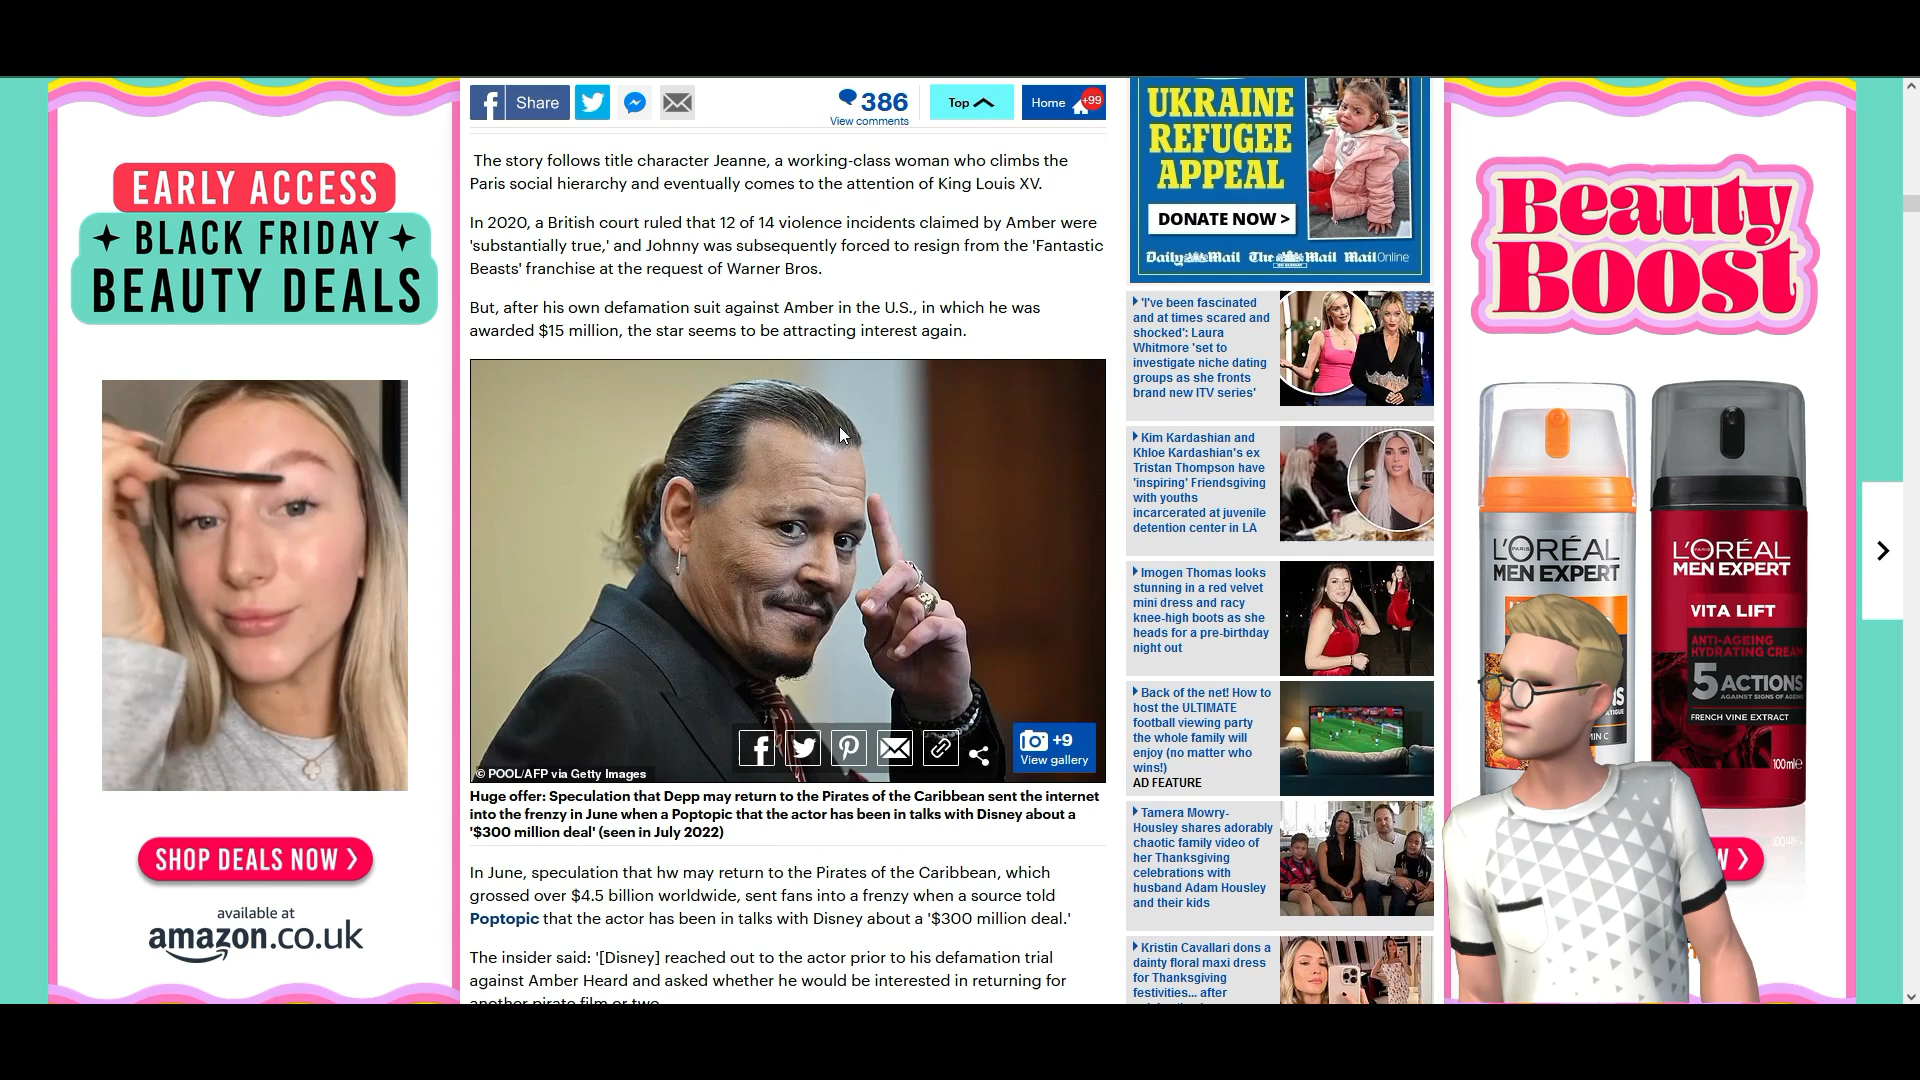 EARLY ACCESS
BLACK FRIDAY
BEAUTY DEALS
SHOP DEALS NOW ❯
available at
amazon.co.uk
Share
386
View comments
Top
Home
+99
The story follows title character Jeanne, a working-class woman who climbs the
Paris social hierarchy and eventually comes to the attention of King Louis XV.
In 2020, a British court ruled that 12 of 14 violence incidents claimed by Amber were
'substantially true,' and Johnny was subsequently forced to resign from the 'Fantastic
Beasts' franchise at the request of Warner Bros.
But, after his own defamation suit against Amber in the U.S., in which he was
awarded $15 million, the star seems to be attracting interest again.
+9
View gallery
© POOL/AFP via Getty Images
Huge offer: Speculation that Depp may return to the Pirates of the Caribbean sent the internet
into the frenzy in June when a Poptopic that the actor has been in talks with Disney about a
'$300 million deal' (seen in July 2022)
In June, speculation that hw may return to the Pirates of the Caribbean, which
grossed over $4.5 billion worldwide, sent fans into a frenzy when a source told
Poptopic that the actor has been in talks with Disney about a '$300 million deal.'
The insider said: '[Disney] reached out to the actor prior to his defamation trial
against Amber Heard and asked whether he would be interested in returning for
another pirate film or two
UKRAINE
REFUGEE
APPEAL
DONATE NOW >
Daily Mail The Mail MailOnline
'I've been fascinated
and at times scared and
shocked': Laura
Whitmore 'set to
investigate niche dating
groups as she fronts
brand new ITV series'
Kim Kardashian and
Khloe Kardashian's ex
Tristan Thompson have
'inspiring' Friendsgiving
with youths
incarcerated at juvenile
detention center in LA
Imogen Thomas looks
stunning in a red velvet
mini dress and racy
knee-high boots as she
heads for a pre-birthday
night out
Back of the net! How to
host the ULTIMATE
football viewing party
the whole family will
enjoy (no matter who
wins!)
AD FEATURE
Tamera Mowry-
Housley shares adorably
chaotic family video of
her Thanksgiving
celebrations with
husband Adam Housley
and their kids
Kristin Cavallari dons a
dainty floral maxi dress
for Thanksgiving
festivities... after
Beauty
Boost
L'ORÉAL
PARIS
MEN EXPERT
L'ORÉAL
PARIS
MEN EXPERT
VITA LIFT
ANTI-AGEING
HYDRATING CREAM
5 ACTIONS
AGAINST SIGNS OF AGEING
FRENCH VINE EXTRACT
100ml e